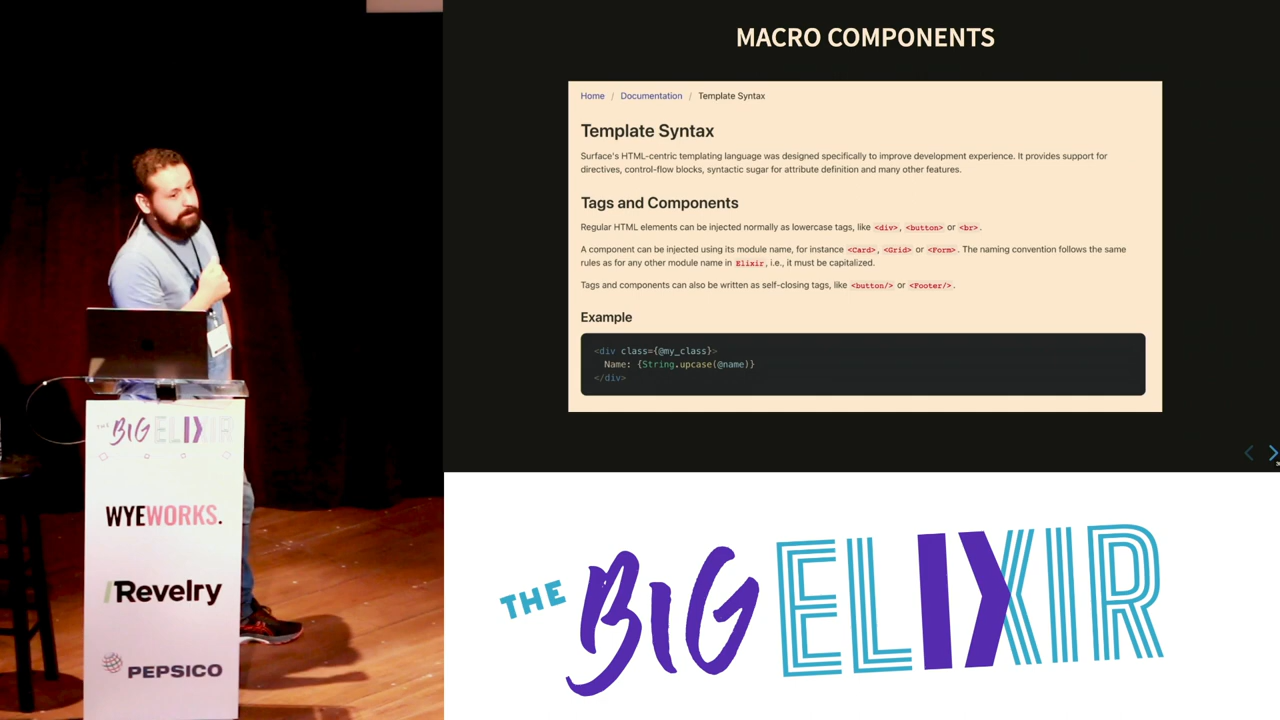 MACRO COMPONENTS
Home / Documentation / Template Syntax
Template Syntax
Surface's HTML-centric templating language was designed specifically to improve development experience. It provides support for
directives, control-flow blocks, syntactic sugar for attribute definition and many other features.
Tags and Components
Regular HTML elements can be injected normally as lowercase tags, like <div>, <button> or <br>.
A component can be injected using its module name, for instance <Card>, <Grid> or <Form>. The naming convention follows the same
rules as for any other module name in Elixir, i.e., it must be capitalized.
Tags and components can also be written as self-closing tags, like <button/> or <Footer/>.
Example
<div class={@my_class}>
Name: {String.upcase(@name)}
</div>
THE BIG ELIXIR
WYEWORKS.
Revelry
PEPSICO
THE BIG ELIXIR